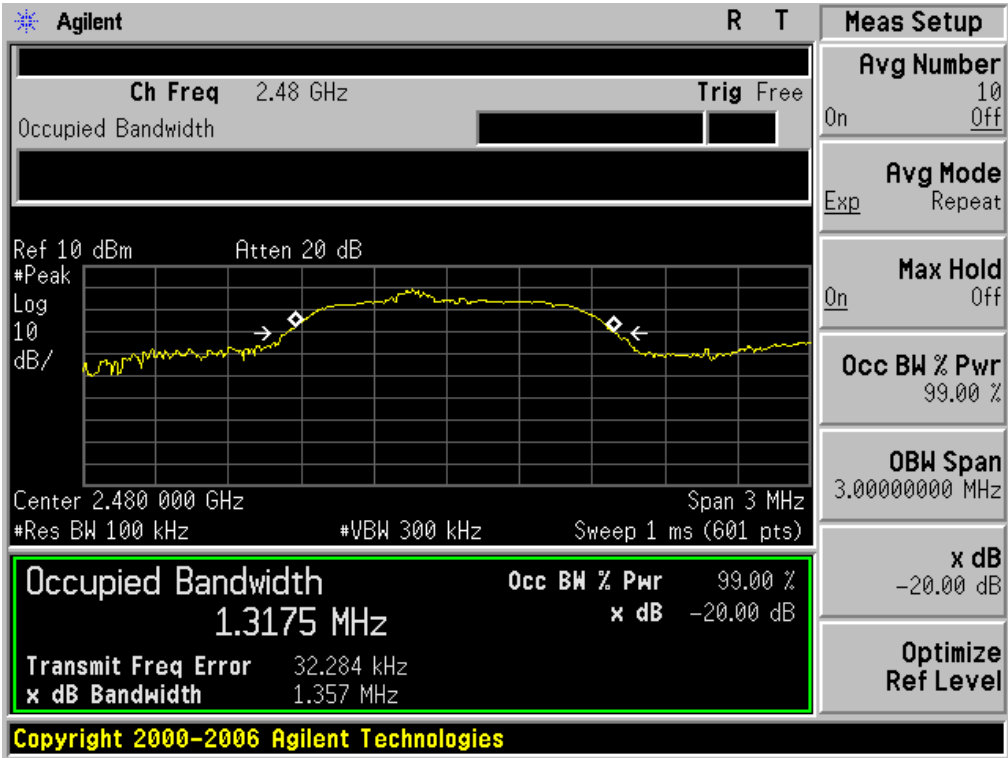 Agilent R T
Ch Freq 2.48 GHz Trig Free
Occupied Bandwidth
Ref 10 dBm Atten 20 dB
#Peak
Log
10
dB/
Center 2.480 000 GHz Span 3 MHz
#Res BW 100 kHz #VBW 300 kHz Sweep 1 ms (601 pts)
Occupied Bandwidth Occ BW % Pwr 99.00 %
1.3175 MHz x dB -20.00 dB
Transmit Freq Error 32.284 kHz
x dB Bandwidth 1.357 MHz
Copyright 2000-2006 Agilent Technologies
Meas Setup
Avg Number
10
On Off
Avg Mode
Exp Repeat
Max Hold
On Off
Occ BW % Pwr
99.00 %
OBW Span
3.00000000 MHz
x dB
-20.00 dB
Optimize
Ref Level